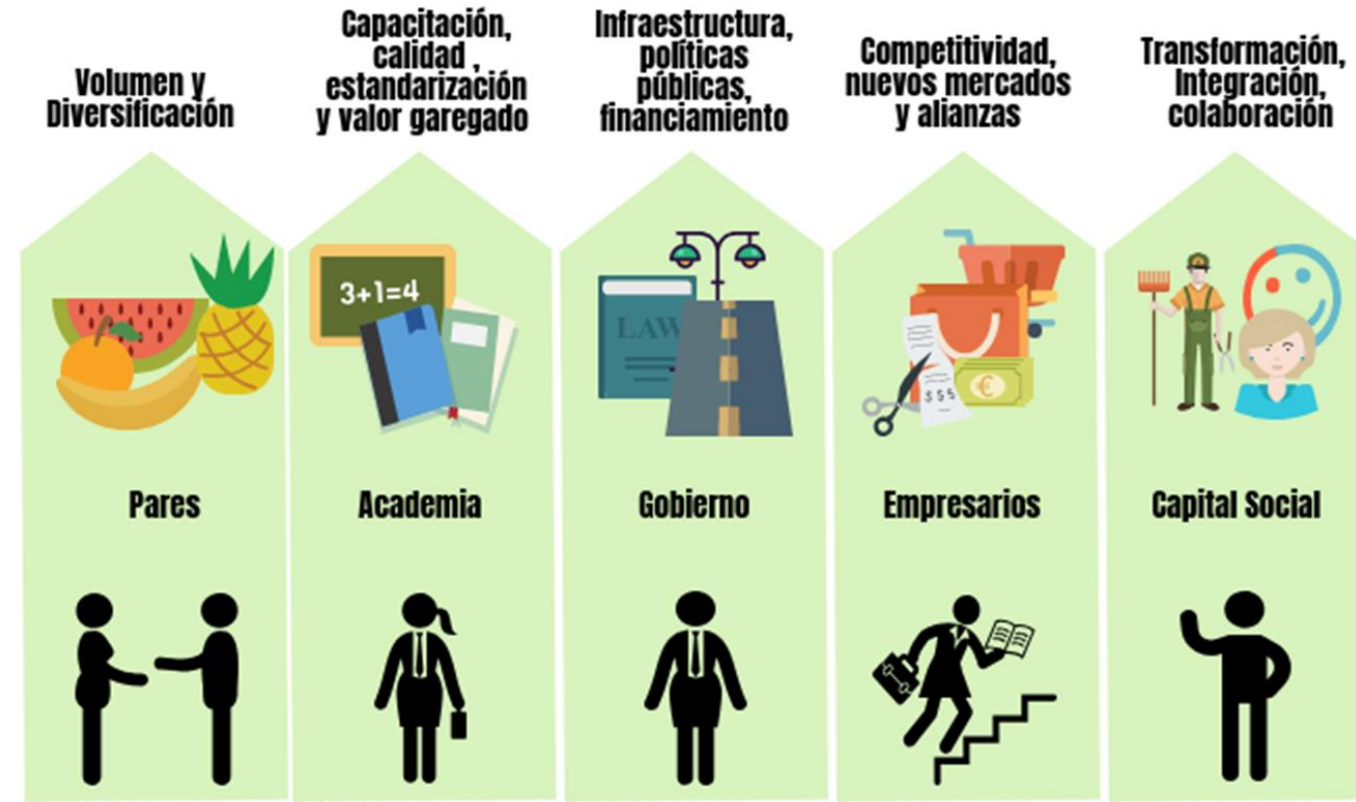 Volumen y
Diversificación
Capacitación,
calidad ,
estandarización
y valor garegado
Infraestructura,
políticas
públicas,
financiamiento
Competitividad,
nuevos mercados
y alianzas
Transformación,
Integración,
colaboración
3+1=4
LAW
$$$
€
Pares
Academia
Gobierno
Empresarios
Capital Social